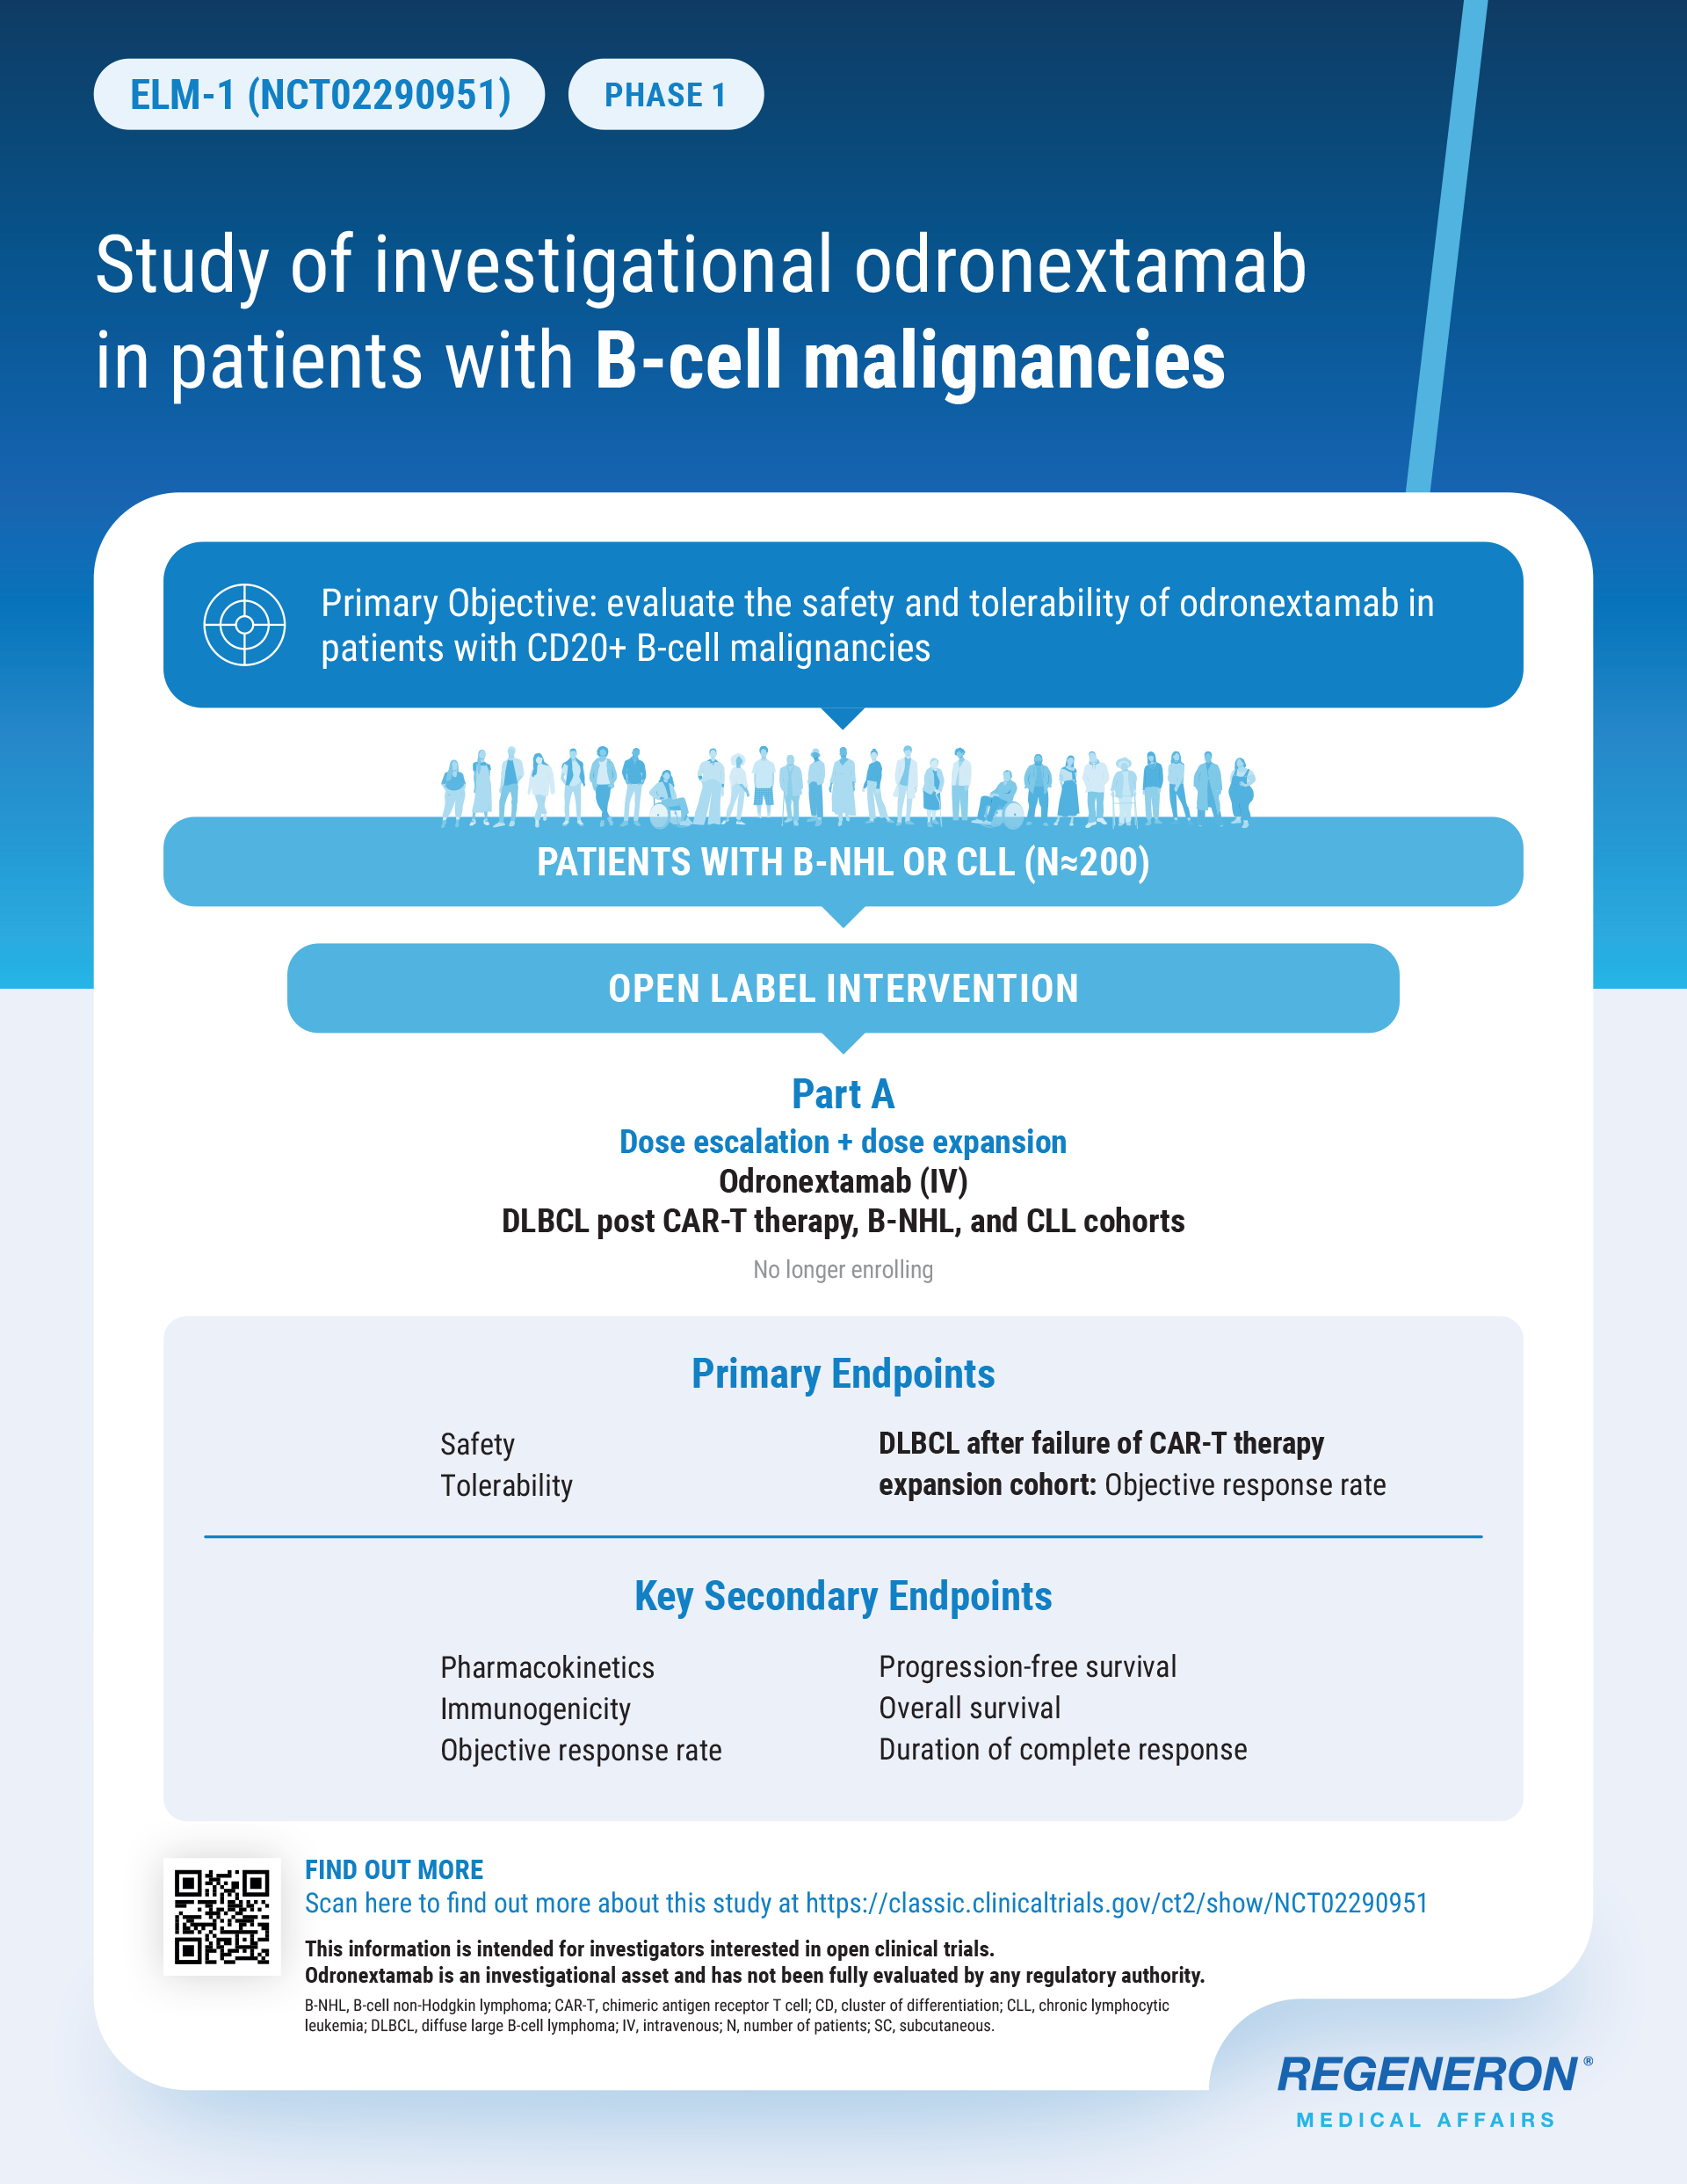 ELM-1 (NCT02290951)
PHASE 1
Study of investigational odronextamab
in patients with B-cell malignancies
Primary Objective: evaluate the safety and tolerability of odronextamab in
patients with CD20+ B-cell malignancies
PATIENTS WITH B-NHL OR CLL (N≈200)
OPEN LABEL INTERVENTION
Part A
Dose escalation + dose expansion
Odronextamab (IV)
DLBCL post CAR-T therapy, B-NHL, and CLL cohorts
No longer enrolling
Primary Endpoints
Safety
Tolerability
DLBCL after failure of CAR-T therapy
expansion cohort: Objective response rate
Key Secondary Endpoints
Pharmacokinetics
Immunogenicity
Objective response rate
Progression-free survival
Overall survival
Duration of complete response
FIND OUT MORE
Scan here to find out more about this study at https://classic.clinicaltrials.gov/ct2/show/NCT02290951
This information is intended for investigators interested in open clinical trials.
Odronextamab is an investigational asset and has not been fully evaluated by any regulatory authority.
B-NHL, B-cell non-Hodgkin lymphoma; CAR-T, chimeric antigen receptor T cell; CD, cluster of differentiation; CLL, chronic lymphocytic
leukemia; DLBCL, diffuse large B-cell lymphoma; IV, intravenous; N, number of patients; SC, subcutaneous.
REGENERON®
MEDICAL AFFAIRS